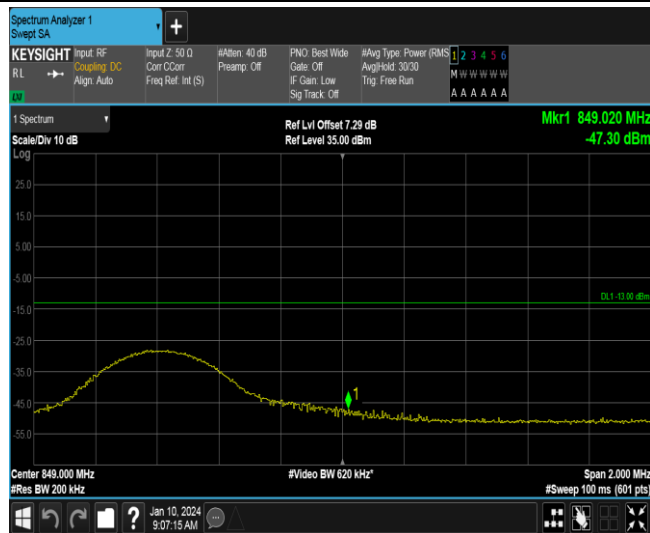 Spectrum Analyzer 1
Swept SA
KEYSIGHT
RL
Input: RF
Coupling: DC
Align: Auto
Input Z: 50 Ω
Corr CCorr
Freq Ref: Int (S)
#Atten: 40 dB
Preamp: Off
PNO: Best Wide
Gate: Off
IF Gain: Low
Sig Track: Off
#Avg Type: Power (RMS
Avg|Hold: 30/30
Trig: Free Run
1 2 3 4 5 6
M W W W W W
A A A A A A
1 Spectrum
Scale/Div 10 dB
Log
Ref Lvl Offset 7.29 dB
Ref Level 35.00 dBm
Mkr1 849.020 MHz
-47.30 dBm
25.0
15.0
5.00
-5.00
DL1 -13.00 dBm
-15.0
-25.0
-35.0
-45.0
-55.0
1
Center 849.000 MHz
#Res BW 200 kHz
#Video BW 620 kHz*
Span 2.000 MHz
#Sweep 100 ms (601 pts)
?
Jan 10, 2024
9:07:15 AM